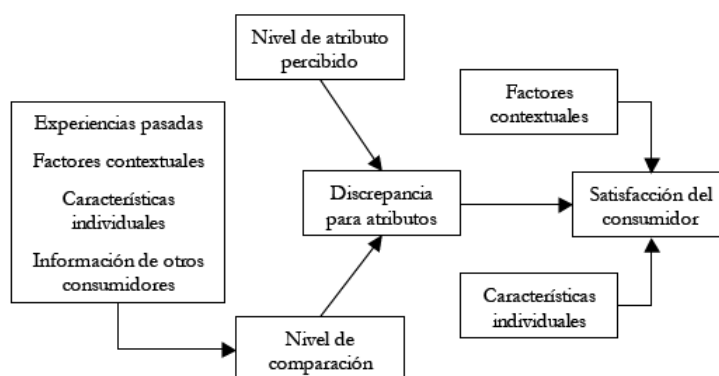 Nivel de atributo
percibido
Factores
contextuales
Experiencias pasadas
Factores contextuales
Características
individuales
Información de otros
consumidores
Discrepancia
para atributos
Satisfacción del
consumidor
Características
individuales
Nivel de
comparación